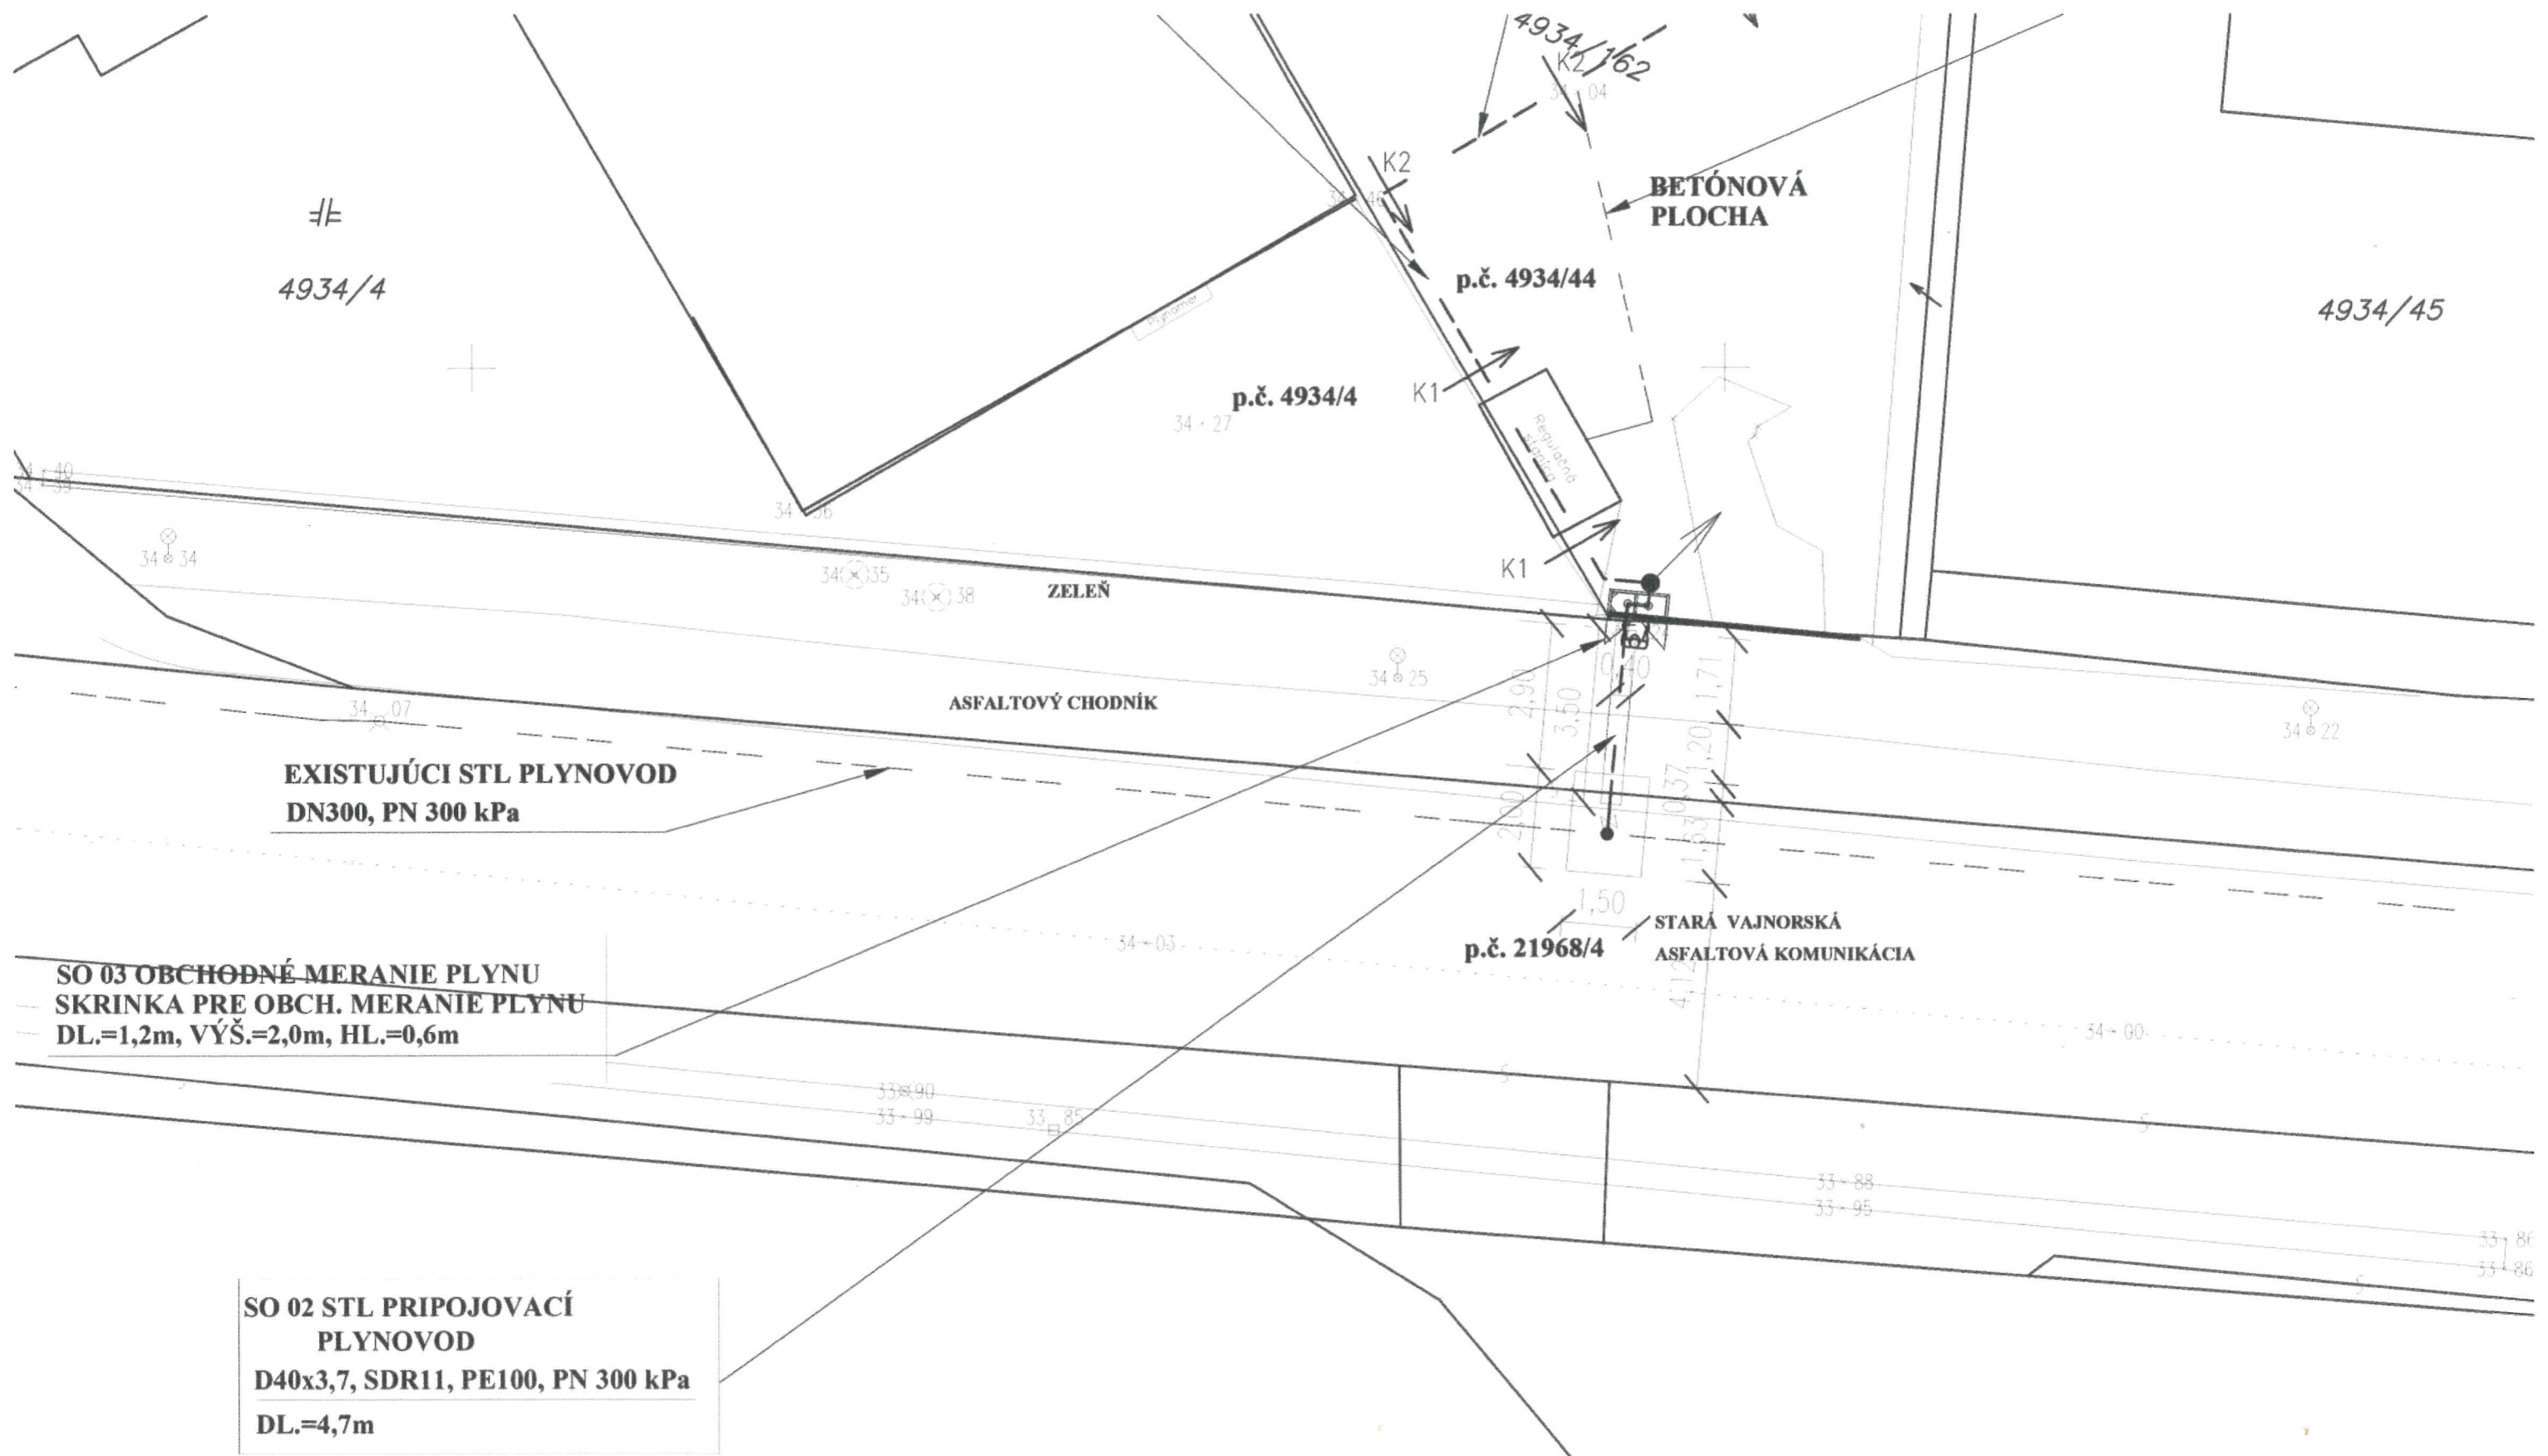 4934/162
K2
34 04
K2
BETÓNOVÁ
PLOCHA
34 46
p.č. 4934/44
4934/4
4934/45
Plynomer
K1
p.č. 4934/4
34 27
Regulačná
stanica
34 40
34 39
34 36
34 34
34 35
34 38
ZELEŇ
K1
34 25
0,40
1,71
2,90
3,50
ASFALTOVÝ CHODNÍK
34 07
34 22
1,20
0,37
EXISTUJÚCI STL PLYNOVOD
DN300, PN 300 kPa
2,00
1,63
1,50
STARÁ VAJNORSKÁ
p.č. 21968/4
ASFALTOVÁ KOMUNIKÁCIA
34 03
4,12
SO 03 OBCHODNÉ MERANIE PLYNU
SKRINKA PRE OBCH. MERANIE PLYNU
DL.=1,2m, VÝŠ.=2,0m, HL.=0,6m
34 00
33 90
33 99
33 85
33 88
33 95
33 86
33 86
SO 02 STL PRIPOJOVACÍ
PLYNOVOD
D40x3,7, SDR11, PE100, PN 300 kPa
DL.=4,7m